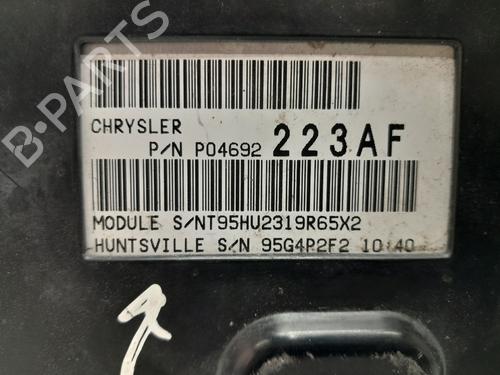 B-PARTS
CHRYSLER
P/N P04692 223AF
MODULE S/NT95HU2319R65X2
HUNTSVILLE S/N 95G4P2F2 10:40